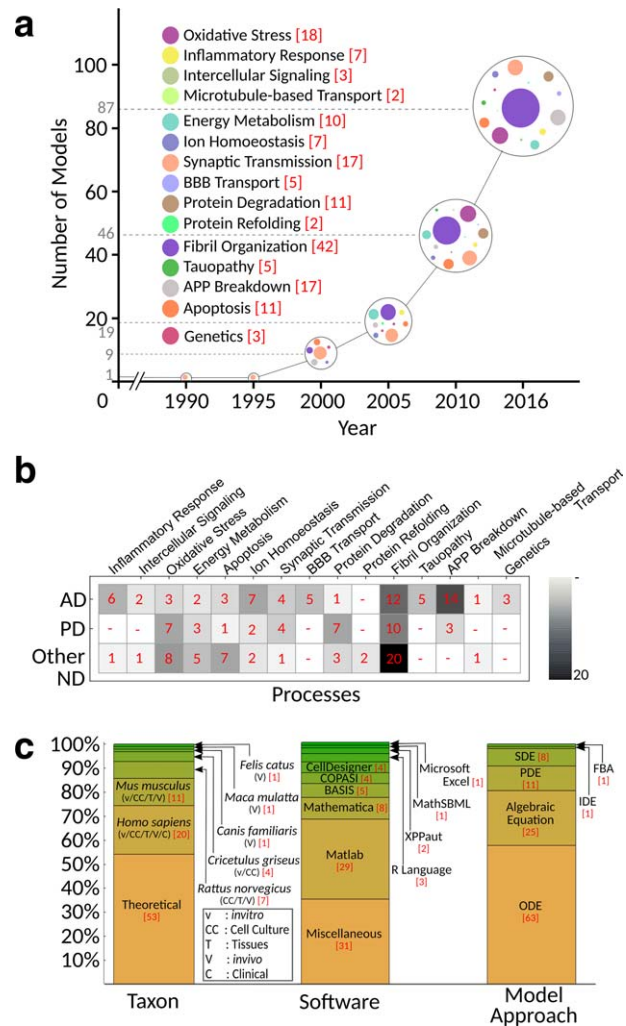 a
Oxidative Stress [18]
Inflammatory Response [7]
Intercellular Signaling [3]
Microtubule-based Transport [2]
Energy Metabolism [10]
Ion Homoeostasis [7]
Synaptic Transmission [17]
BBB Transport [5]
Protein Degradation [11]
Protein Refolding [2]
Fibril Organization [42]
Tauopathy [5]
APP Breakdown [17]
Apoptosis [11]
Genetics [3]
Number of Models
100
87
80
60
46
40
20
19
9
1
0
1990 1995 2000 2005 2010 2016
Year
b
Inflammatory Response
Intercellular Signaling
Oxidative Stress
Energy Metabolism
Apoptosis
Ion Homoeostasis
Synaptic Transmission
BBB Transport
Protein Degradation
Protein Refolding
Fibril Organization
Tauopathy
APP Breakdown
Microtubule-based
Transport
Genetics
AD 6 2 3 2 3 7 4 5 1 - 12 5 14 1 3
PD - - 7 3 1 2 4 - 7 - 10 - 3 - -
Other 1 1 8 5 7 2 1 - 3 2 20 - - 1 -
ND
-
20
Processes
c
100%
90%
80%
70%
60%
50%
40%
30%
20%
10%
Mus musculus
(v/CC/T/V) [11]
Homo sapiens
(v/CC/T/V/C) [20]
Theoretical
[53]
Felis catus
(V) [1]
Maca mulatta
(V) [1]
Canis familiaris
(V) [1]
Cricetulus griseus
(v/CC) [4]
Rattus norvegicus
(CC/T/V) [7]
v : invitro
CC : Cell Culture
T : Tissues
V : invivo
C : Clinical
Taxon
CellDesigner [4]
COPASI [4]
BASIS [5]
Mathematica [8]
Matlab
[29]
Miscellaneous
[31]
Microsoft
Excel [1]
MathSBML
[1]
XPPaut
[2]
R Language
[3]
Software
SDE [8]
PDE
[11]
Algebraic
Equation
[25]
ODE
[63]
FBA
[1]
IDE
[1]
Model
Approach